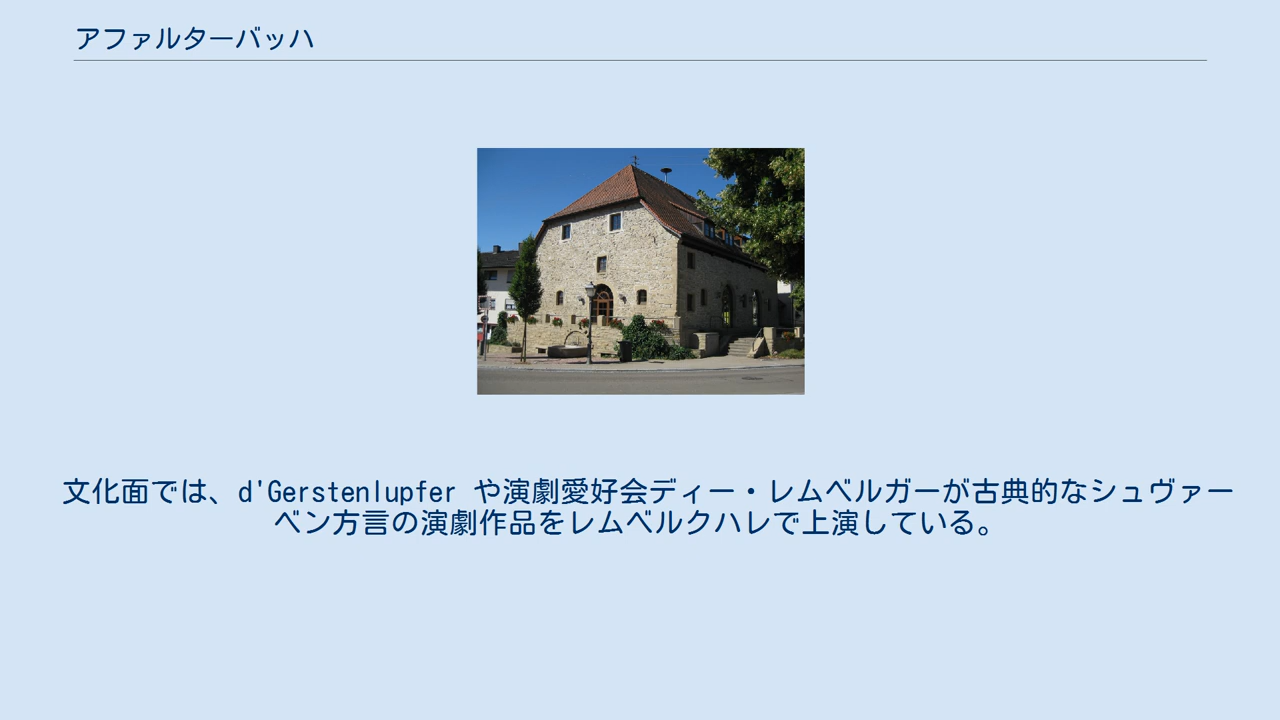 アファルターバッハ
文化面では、d'Gerstenlupfer や演劇愛好会ディー・レムベルガーが古典的なシュヴァー
ベン方言の演劇作品をレムベルクハレで上演している。